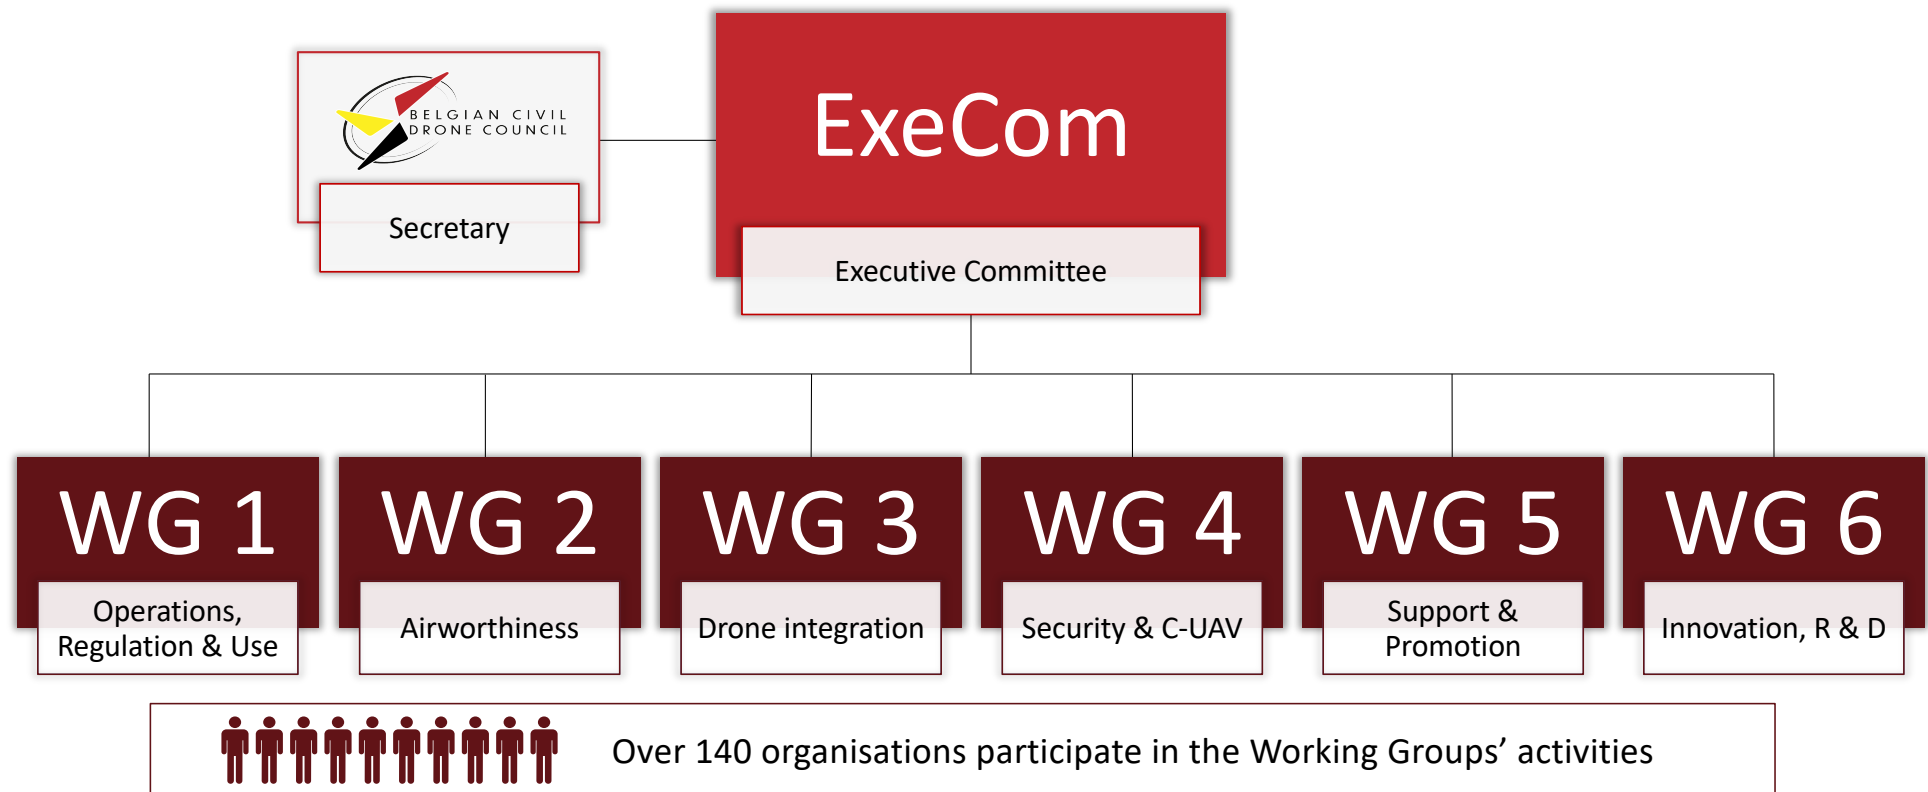 BELGIAN CIVIL
DRONE COUNCIL
Secretary
ExeCom
Executive Committee
WG 1
Operations,
Regulation & Use
WG 2
Airworthiness
WG 3
Drone integration
WG 4
Security & C-UAV
WG 5
Support &
Promotion
WG 6
Innovation, R & D
Over 140 organisations participate in the Working Groups’ activities